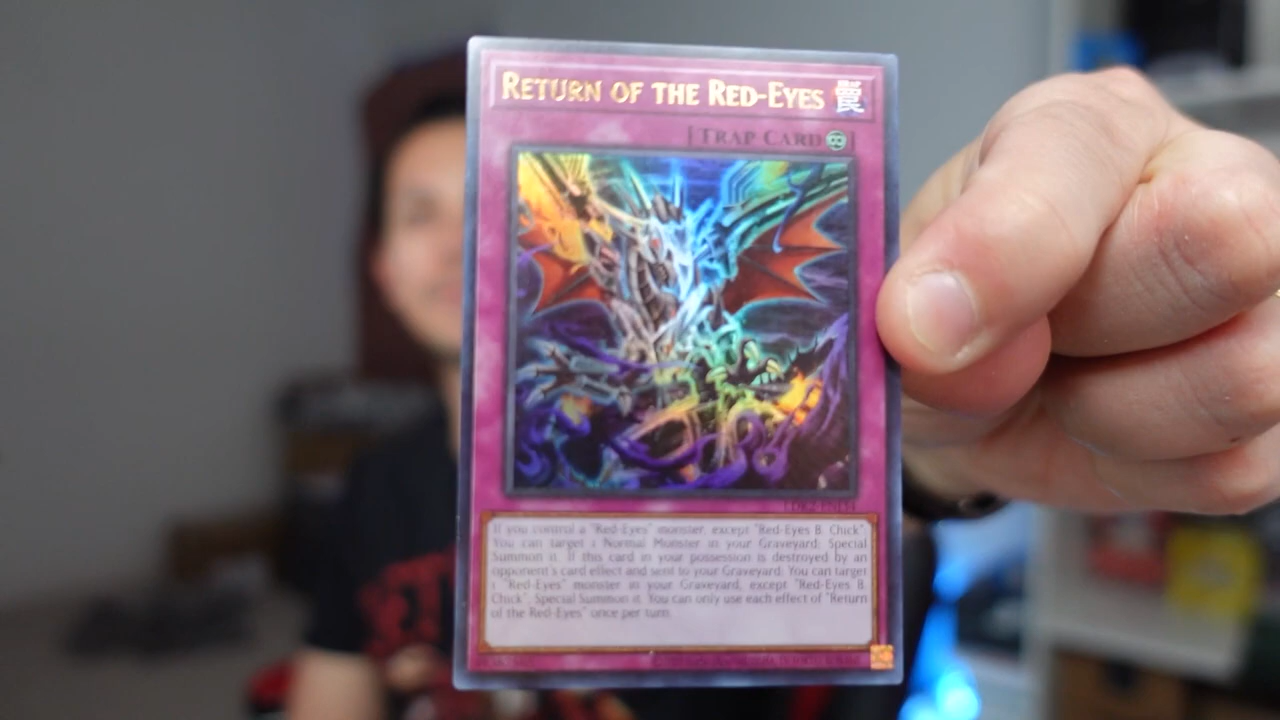 RETURN OF THE RED-EYES 罠
[TRAP CARD]
If you control a "Red-Eyes" monster, except "Red-Eyes B. Chick":
You can target 1 Normal Monster in your Graveyard; Special
Summon it. If this card in your possession is destroyed by an
opponent's card effect and sent to your Graveyard: You can target
1 "Red-Eyes" monster in your Graveyard, except "Red-Eyes B.
Chick"; Special Summon it. You can only use each effect of "Return
of the Red-Eyes" once per turn.